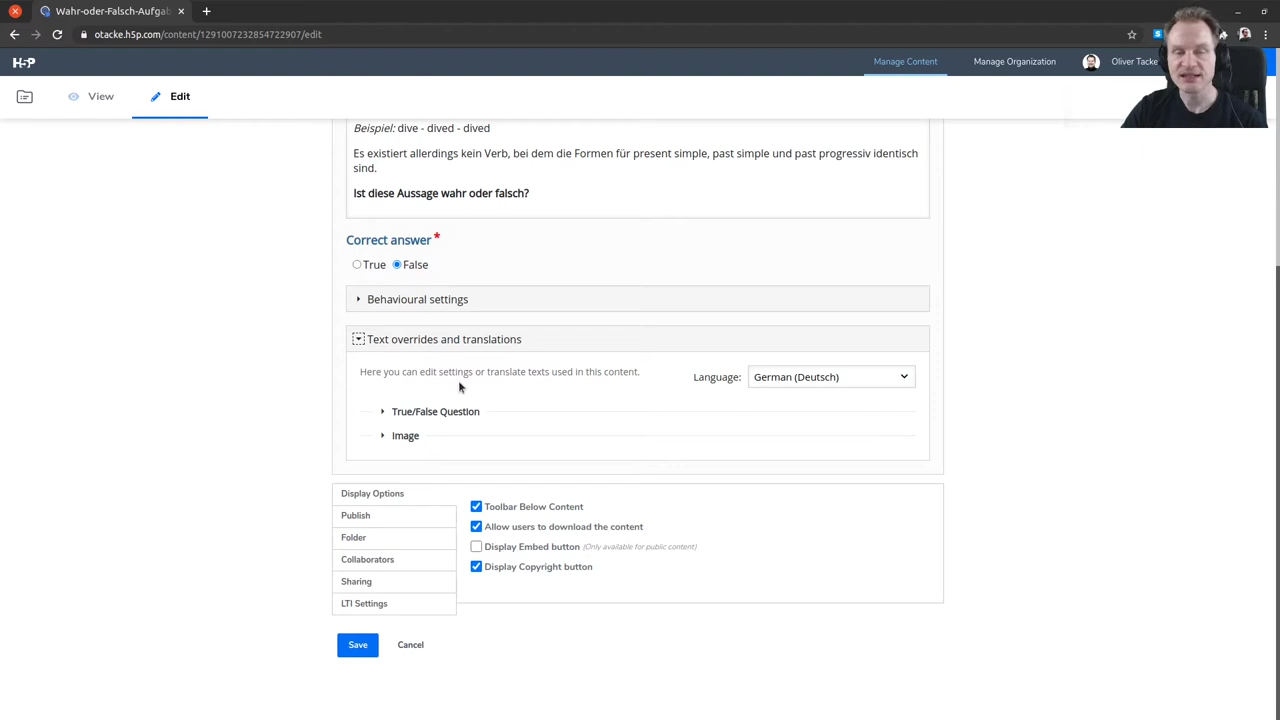 Wahr-oder-Falsch-Aufgab
otacke.h5p.com/content/1291007232854722907/edit
H5P
Manage Content
Manage Organization
Oliver Tacke
View
Edit
Beispiel: dive - dived - dived
Es existiert allerdings kein Verb, bei dem die Formen für present simple, past simple und past progressiv identisch
sind.
Ist diese Aussage wahr oder falsch?
Correct answer *
True
False
Behavioural settings
Text overrides and translations
Here you can edit settings or translate texts used in this content.
Language:
German (Deutsch)
True/False Question
Image
Display Options
Publish
Folder
Collaborators
Sharing
LTI Settings
Toolbar Below Content
Allow users to download the content
Display Embed button (Only available for public content)
Display Copyright button
Save
Cancel